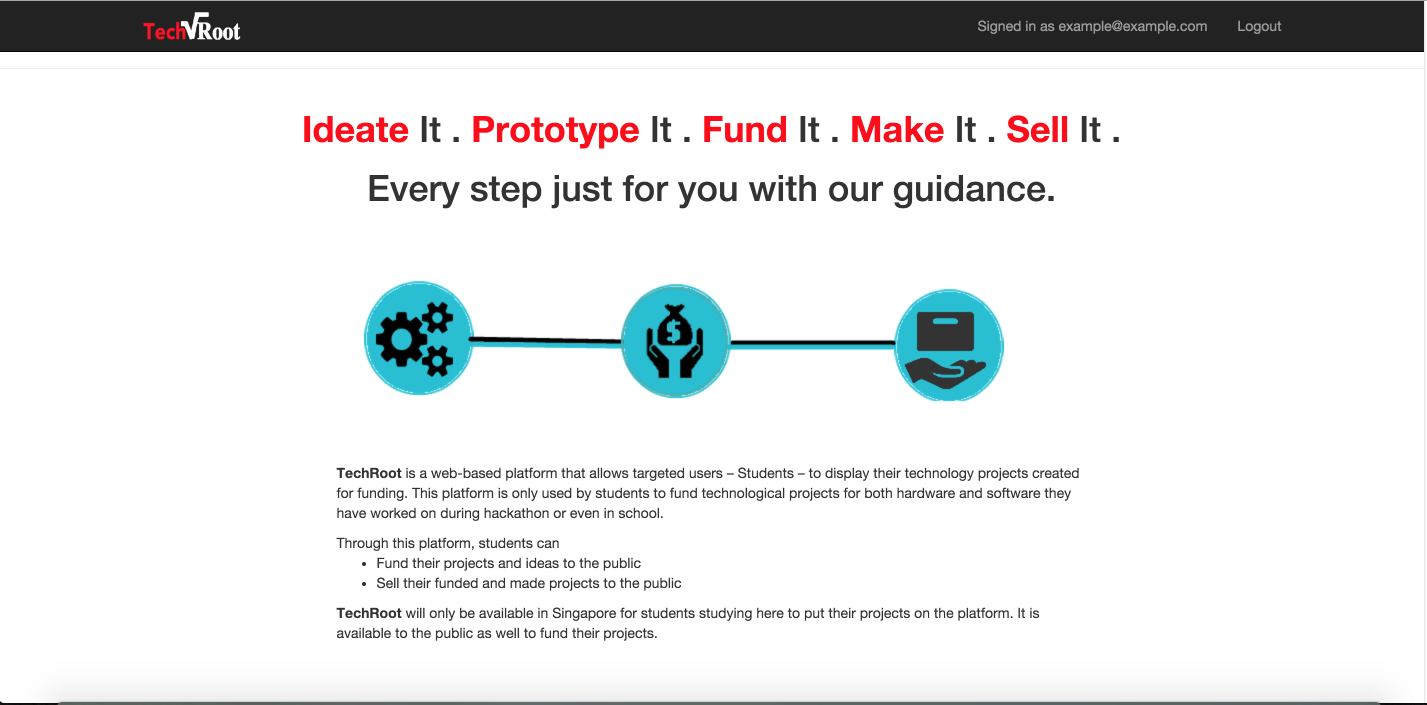 Tech√Root
Signed in as example@example.com
Logout
Ideate It . Prototype It . Fund It . Make It . Sell It .
Every step just for you with our guidance.
$
TechRoot is a web-based platform that allows targeted users – Students – to display their technology projects created
for funding. This platform is only used by students to fund technological projects for both hardware and software they
have worked on during hackathon or even in school.
Through this platform, students can
• Fund their projects and ideas to the public
• Sell their funded and made projects to the public
TechRoot will only be available in Singapore for students studying here to put their projects on the platform. It is
available to the public as well to fund their projects.